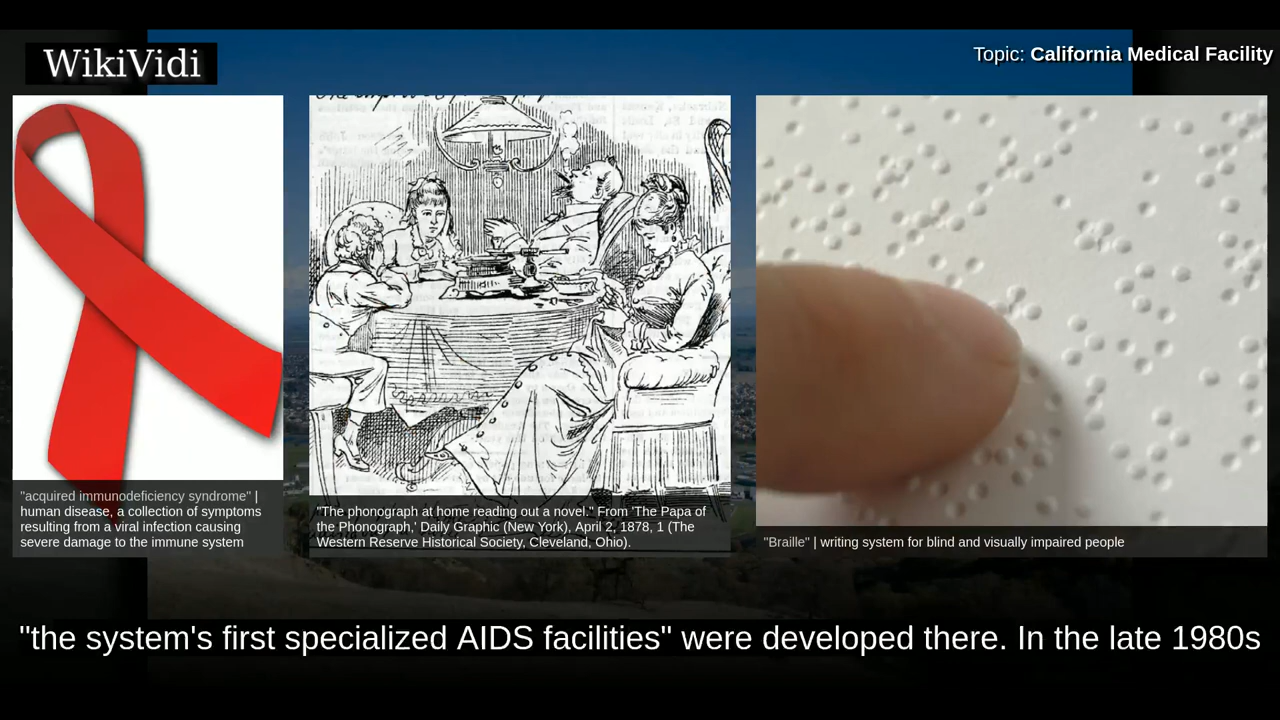 WikiVidi
Topic: California Medical Facility
"acquired immunodeficiency syndrome" |
human disease, a collection of symptoms
resulting from a viral infection causing
severe damage to the immune system
"The phonograph at home reading out a novel." From 'The Papa of
the Phonograph,' Daily Graphic (New York), April 2, 1878, 1 (The
Western Reserve Historical Society, Cleveland, Ohio).
"Braille" | writing system for blind and visually impaired people
"the system's first specialized AIDS facilities" were developed there. In the late 1980s